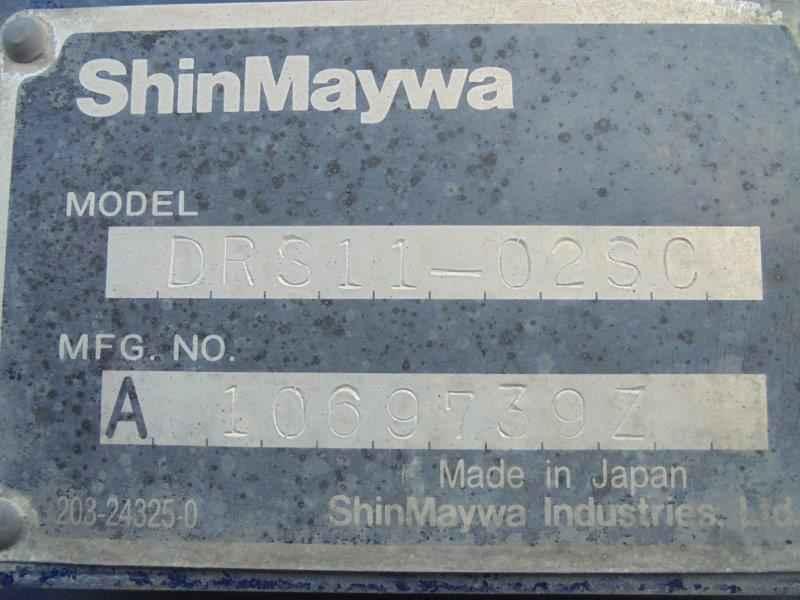 ShinMaywa
MODEL
DRS11-02SC
MFG. NO.
A 1069739Z
Made in Japan
203-24325-0 ShinMaywa Industries, Ltd.